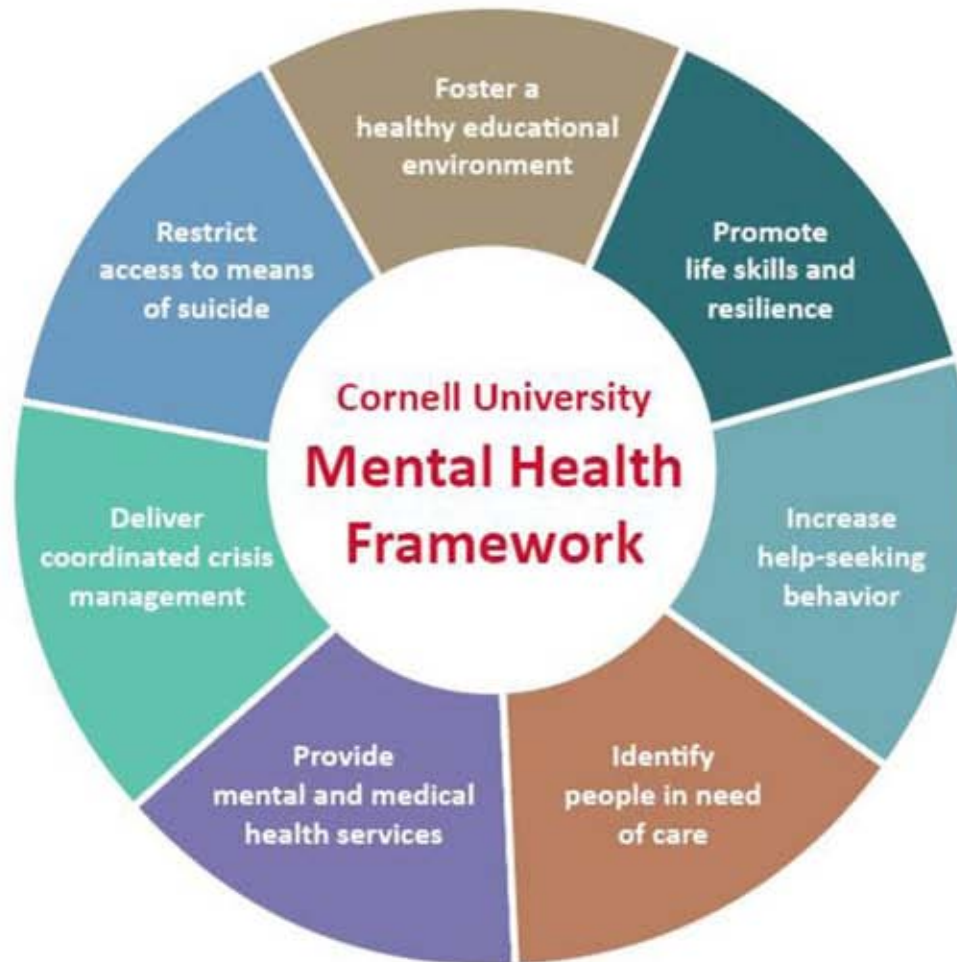 Cornell University
Mental Health
Framework
Foster a
healthy educational
environment
Promote
life skills and
resilience
Increase
help-seeking
behavior
Identify
people in need
of care
Provide
mental and medical
health services
Deliver
coordinated crisis
management
Restrict
access to means
of suicide